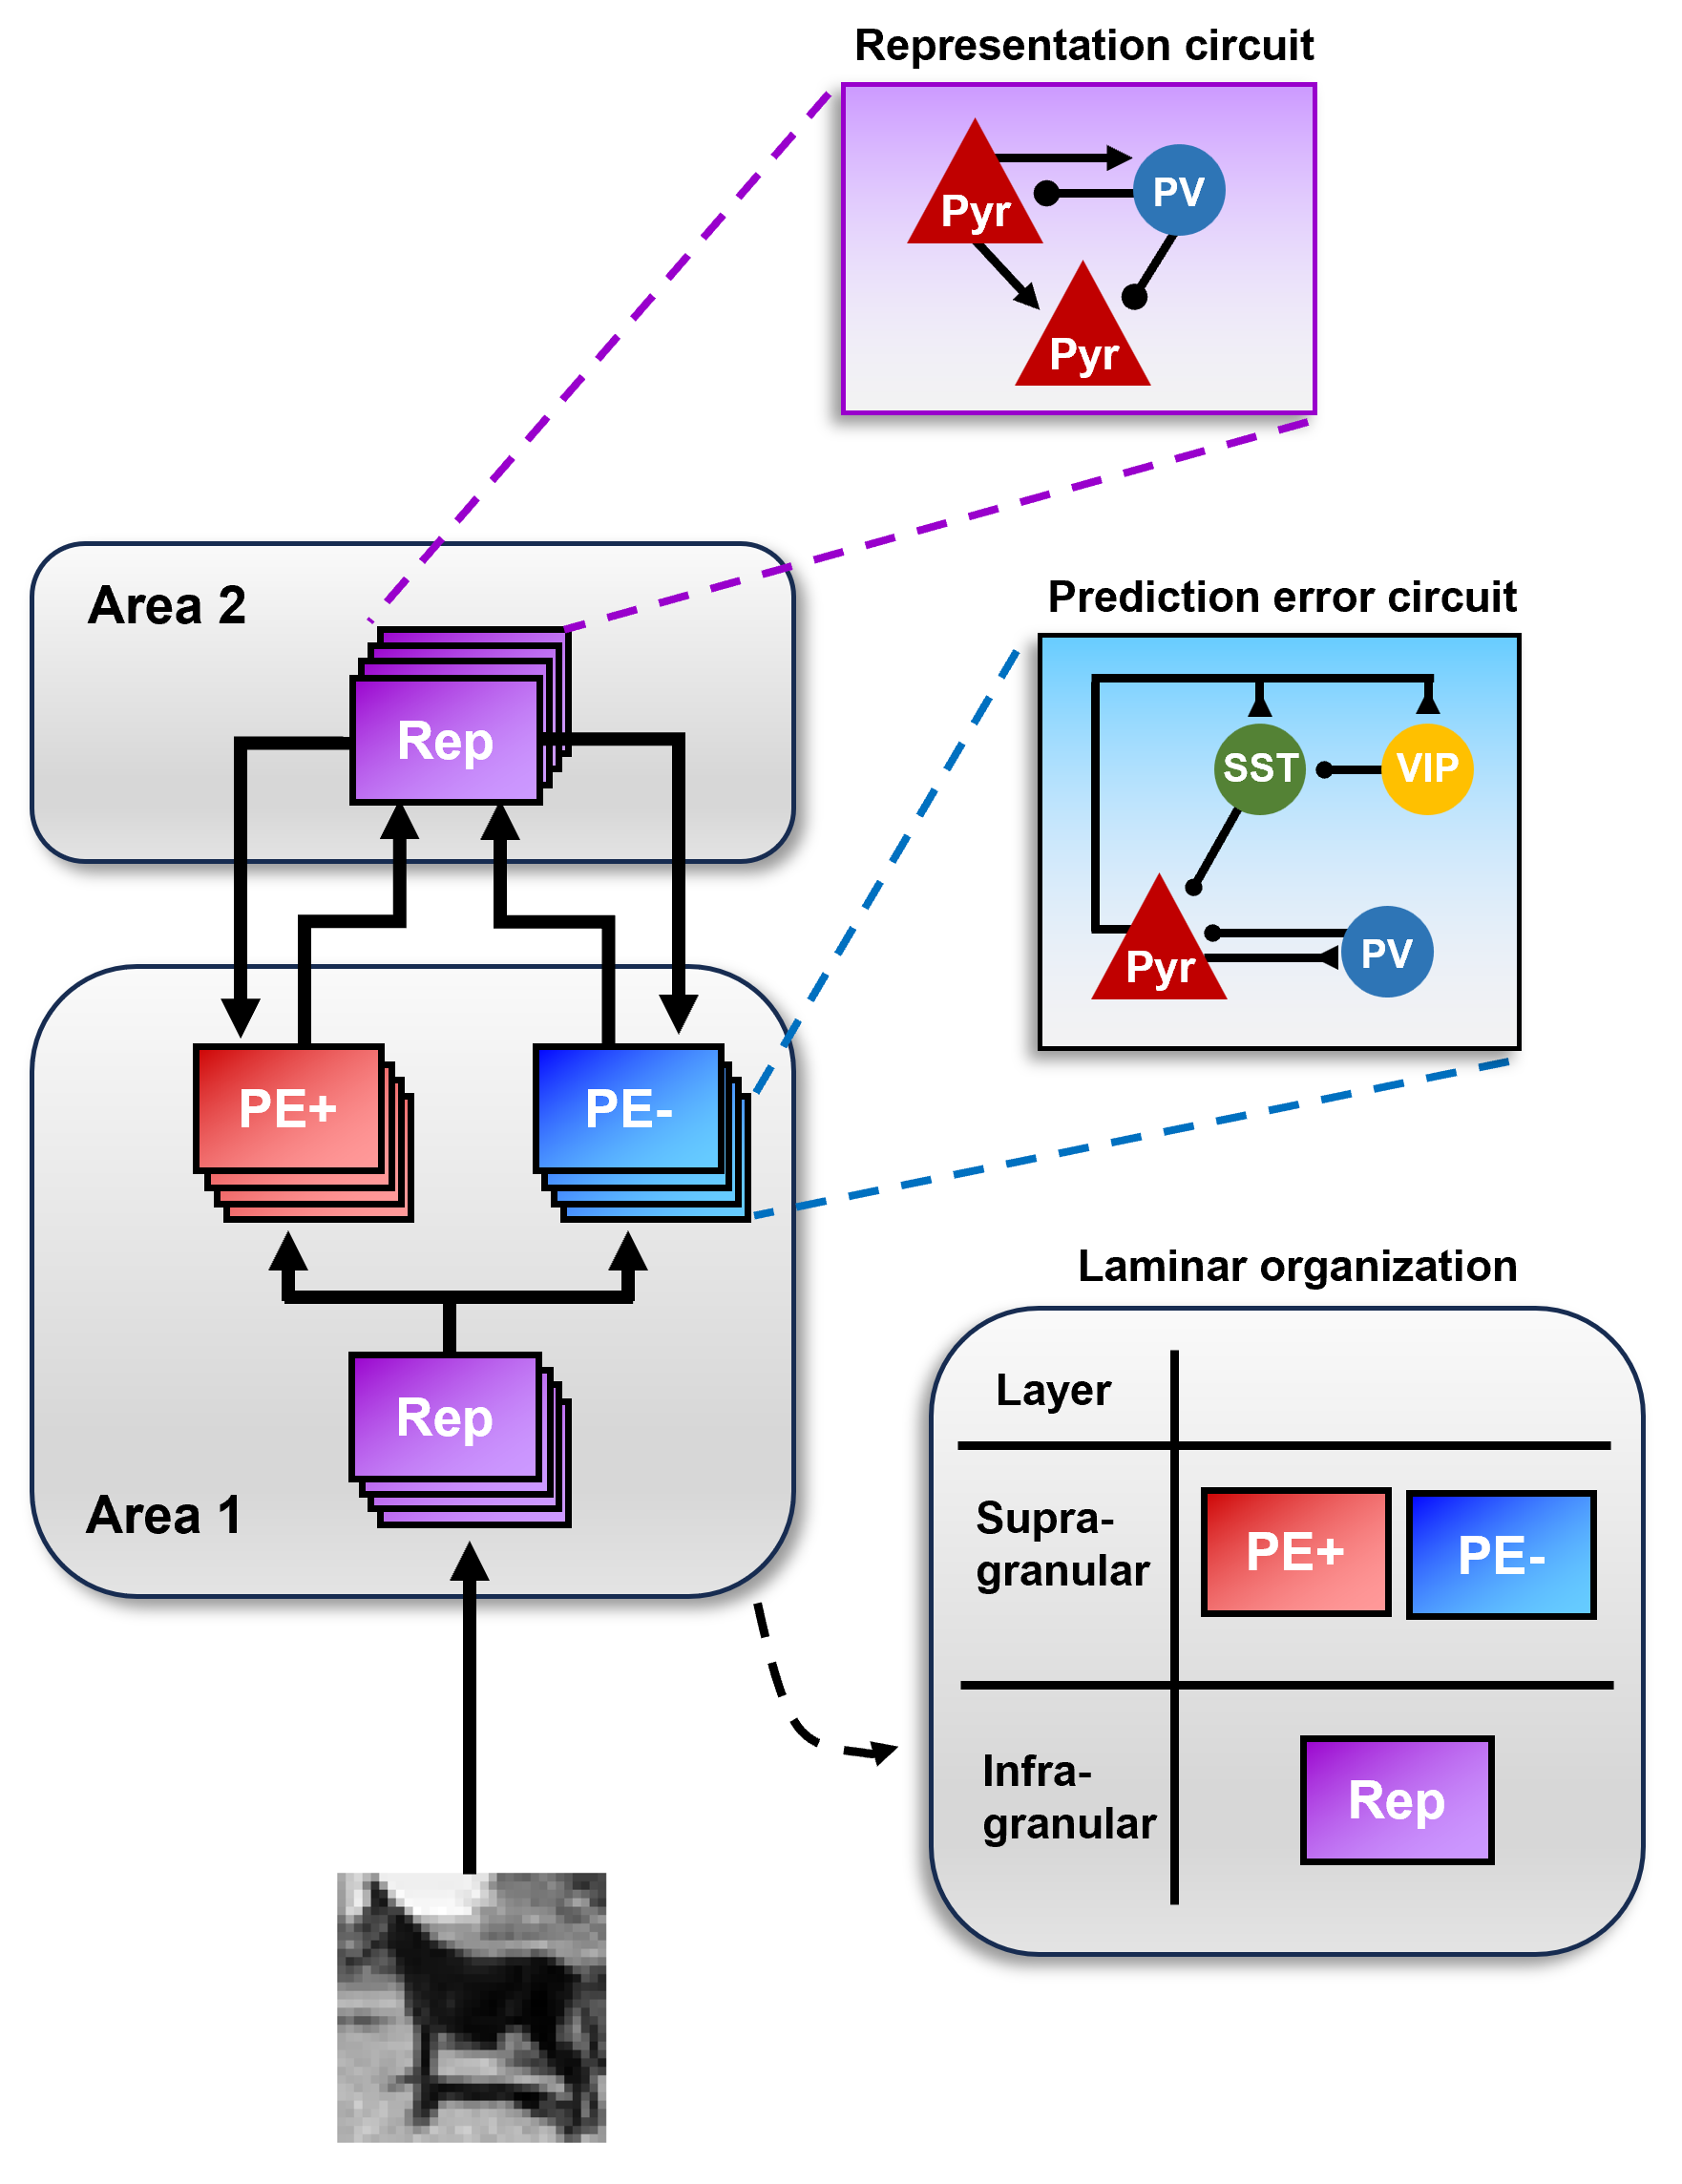 Representation circuit
Pyr
PV
Pyr
Area 2
Rep
Prediction error circuit
SST
VIP
Pyr
PV
PE+
PE-
Rep
Area 1
Laminar organization
Layer
Supra-
granular
PE+
PE-
Infra-
granular
Rep